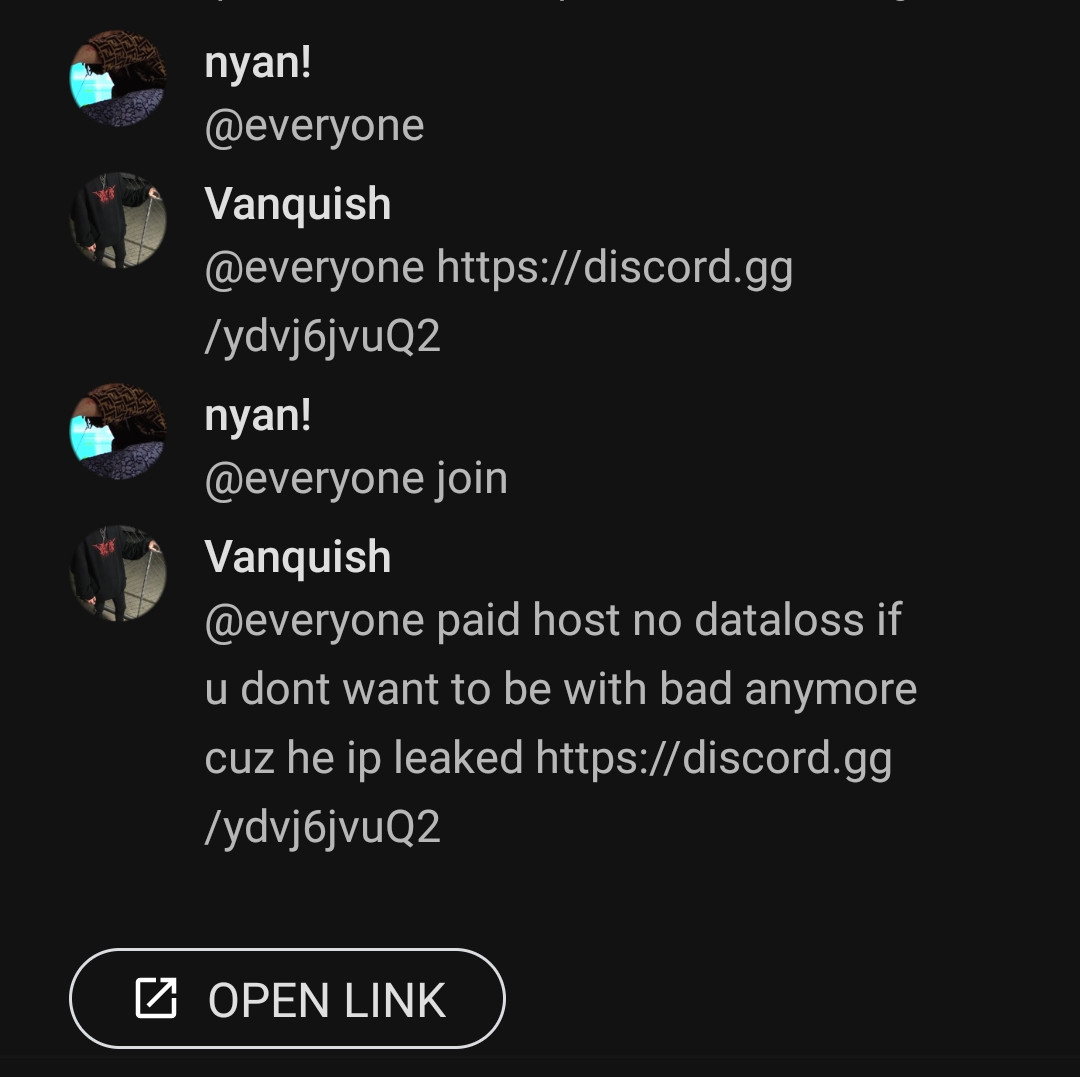 nyan!
@everyone
Vanquish
@everyone https://discord.gg
/ydvj6jvuQ2
nyan!
@everyone join
Vanquish
@everyone paid host no dataloss if
u dont want to be with bad anymore
cuz he ip leaked https://discord.gg
/ydvj6jvuQ2
OPEN LINK